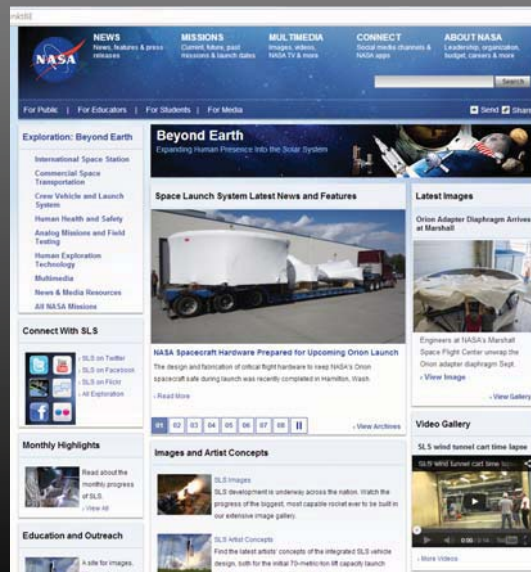 NASA
NEWS
News, features & press
releases
MISSIONS
Current, future, past
missions & launch dates
MULTIMEDIA
Images, videos,
NASA TV & more
CONNECT
Social media channels &
NASA apps
ABOUT NASA
Leadership, organization,
budget, careers & more
Search
For Public | For Educators | For Students | For Media
Send Share
Exploration: Beyond Earth
International Space Station
Commercial Space
Transportation
Crew Vehicle and Launch
System
Human Health and Safety
Analog Missions and Field
Testing
Human Exploration
Technology
Multimedia
News & Media Resources
All NASA Missions
Connect With SLS
› SLS on Twitter
› SLS on Facebook
› SLS on Flickr
› All Exploration
Monthly Highlights
Read about the
monthly progress
of SLS.
› View All
Education and Outreach
A site for images,
Beyond Earth
Expanding Human Presence Into the Solar System
Space Launch System Latest News and Features
NASA Spacecraft Hardware Prepared for Upcoming Orion Launch
The design and fabrication of critical flight hardware to keep NASA's Orion
spacecraft safe during launch was recently completed in Hamilton, Wash.
› Read More
01 02 03 04 05 06 07 08
› View Archives
Images and Artist Concepts
SLS Images
SLS development is underway across the nation. Watch the
progress of the biggest, most capable rocket ever to be built in
our extensive image gallery.
SLS Artist Concepts
Find the latest artists' concepts of the integrated SLS vehicle
design, both for the initial 70-metric-ton lift capacity launch
Latest Images
Orion Adapter Diaphragm Arrives
at Marshall
Engineers at NASA's Marshall
Space Flight Center unwrap the
Orion adapter diaphragm Sept.
› View Image
› View Gallery
Video Gallery
SLS wind tunnel cart time lapse
SLS wind tunnel cart time lap
0:00
› More Videos